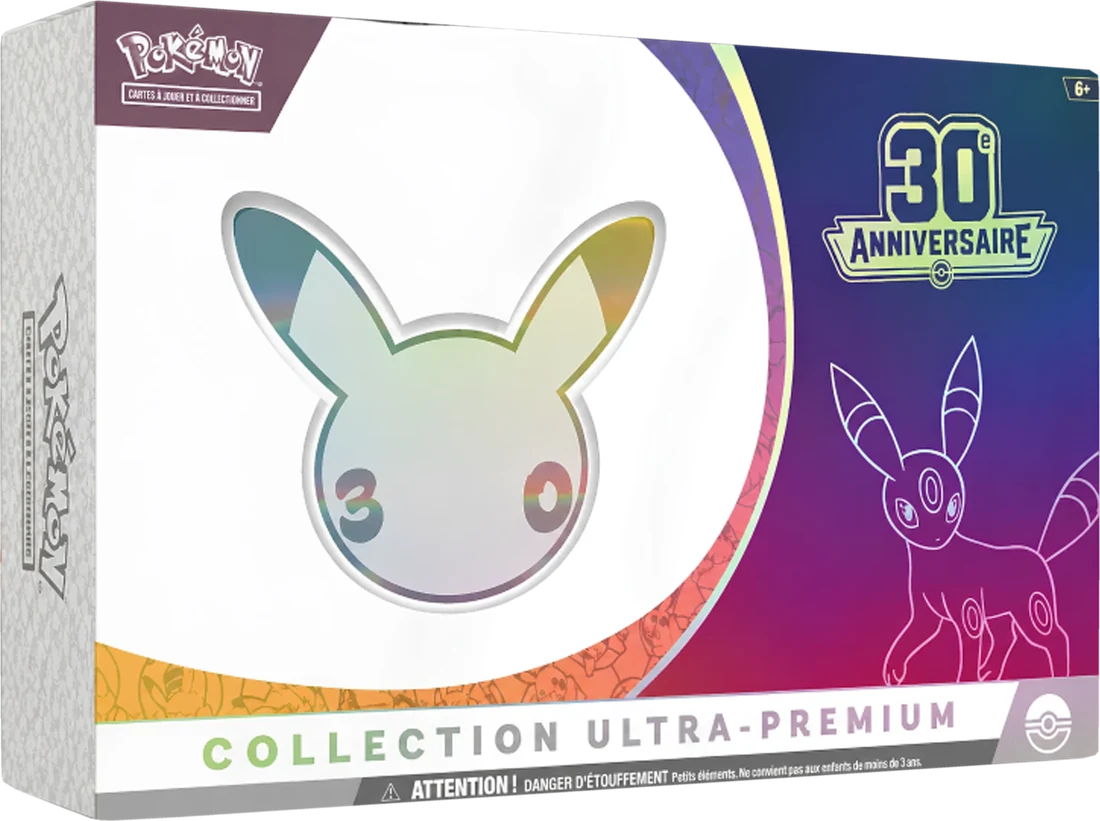 POKÉMON
CARTES À JOUER ET À COLLECTIONNER
6+
30e
ANNIVERSAIRE
3 0
POKÉMON
COLLECTION ULTRA-PREMIUM
ATTENTION ! DANGER D'ÉTOUFFEMENT Petits éléments. Ne convient pas aux enfants de moins de 3 ans.